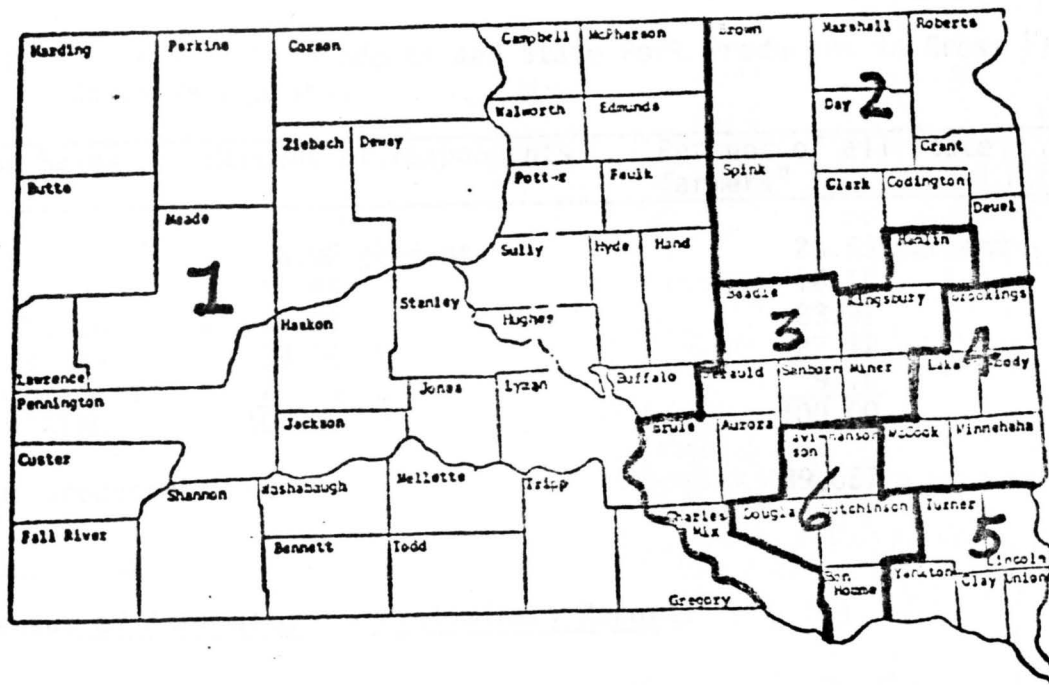 Harding Perkins Corson Campbell McPherson Brown Marshall Roberts
Walworth Edmunds Day 2
Ziebach Dewey Grant
Butte Potter Faulk Spink Clark Codington
Meade Deuel
Sully Hyde Hand Hamlin
1 Stanley Beadle Kingsbury Brookings
Haakon Hughes 3 4
Lawrence Jones Lyman Buffalo Sanborn Miner Lake
Pennington
Jackson Brule Aurora McCook Minnehaha
Custer
Shannon Washabaugh Mellette Tripp 6
Charles Mix Douglas Hutchinson Turner 5
Fall River Lincoln
Bennett Todd Bon Homme Yankton Clay Union
Gregory